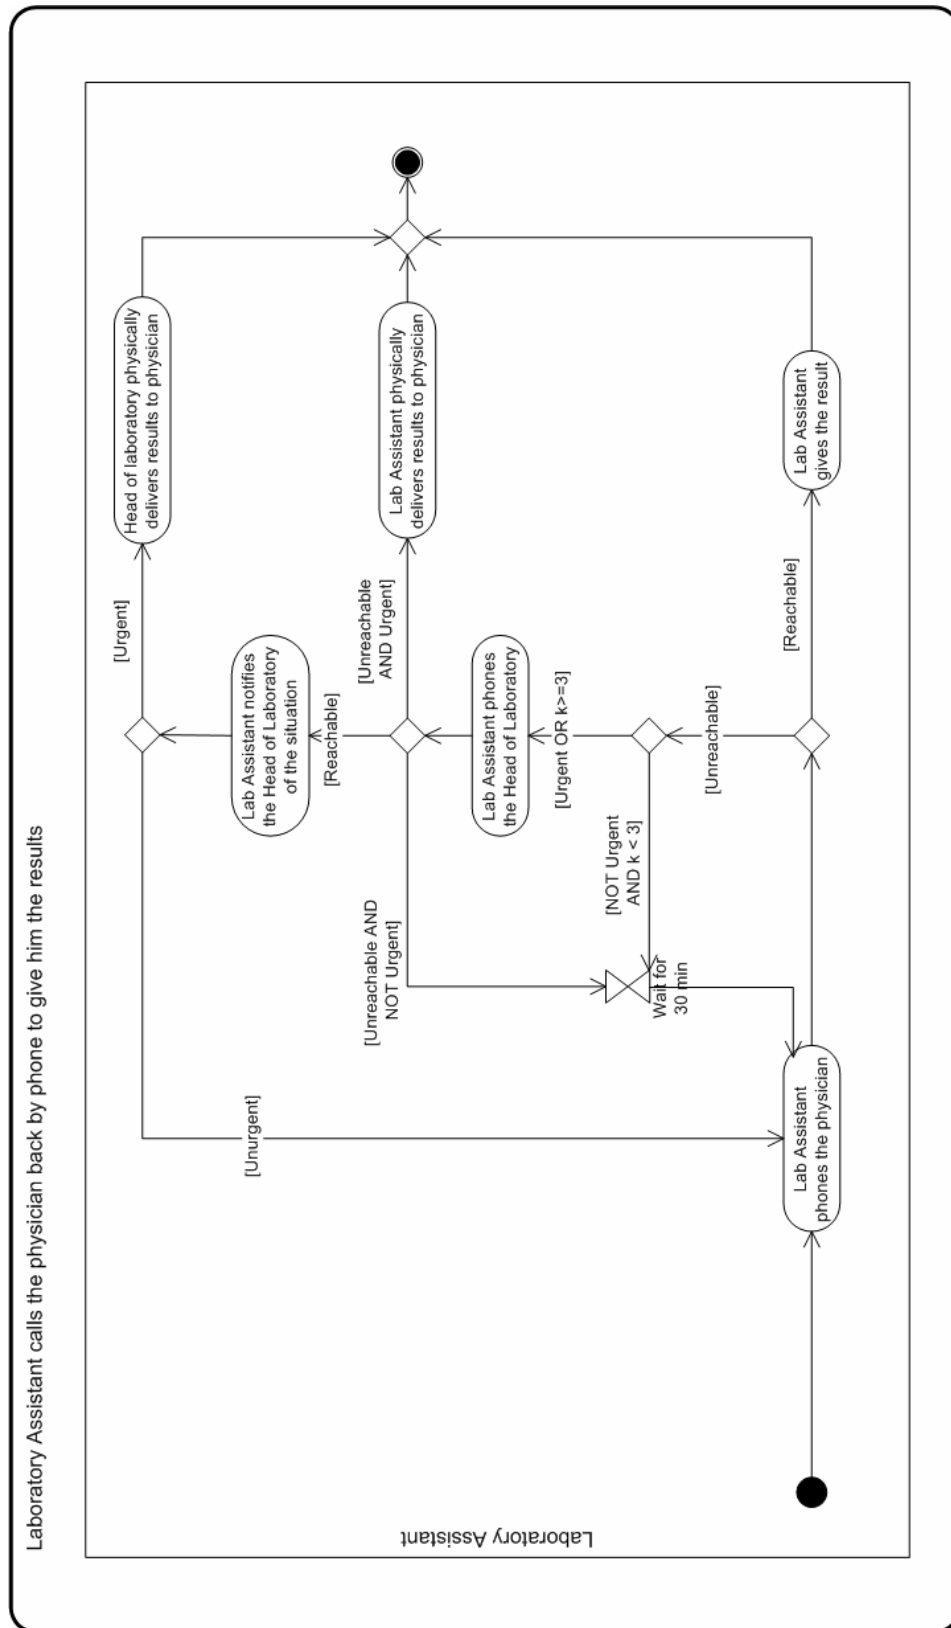 Laboratory Assistant calls the physician back by phone to give him the results
Laboratory Assistant
[Urgent]
Head of laboratory physically
delivers results to physician
[Unurgent]
Lab Assistant notifies
the Head of Laboratory
of the situation
[Reachable]
[Unreachable AND
NOT Urgent]
[Unreachable
AND Urgent]
Lab Assistant physically
delivers results to physician
Lab Assistant phones
the Head of Laboratory
[Urgent OR k>=3]
[NOT Urgent
AND k < 3]
Wait for
30 min
[Unreachable]
Lab Assistant
phones the physician
[Reachable]
Lab Assistant
gives the result